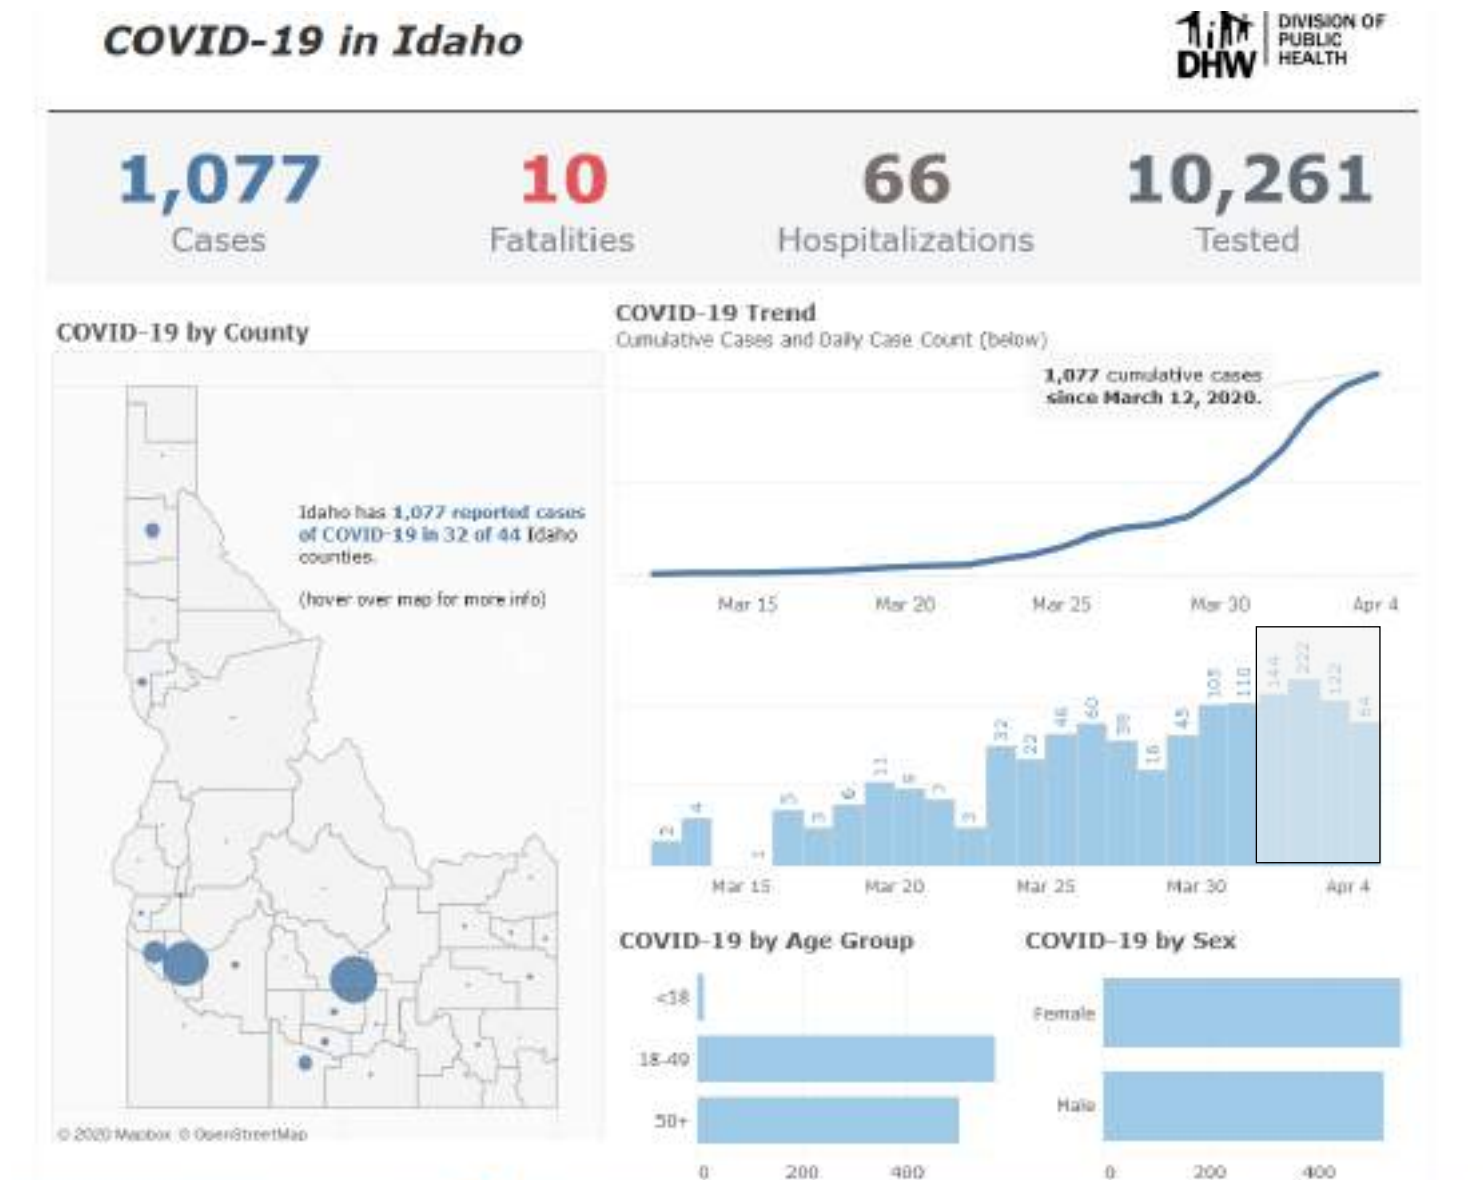 COVID-19 in Idaho
DHW
DIVISION OF
PUBLIC
HEALTH
1,077
Cases
10
Fatalities
66
Hospitalizations
10,261
Tested
COVID-19 by County
Idaho has 1,077 reported cases
of COVID-19 in 32 of 44 Idaho
counties.
(hover over map for more info)
© 2020 Mapbox © OpenStreetMap
COVID-19 Trend
Cumulative Cases and Daily Case Count (below)
1,077 cumulative cases
since March 12, 2020.
Mar 15 Mar 20 Mar 25 Mar 30 Apr 4
2 4 1 5 3 6 11 9 7 3 32 22 46 60 39 16 45 105 110 144 222 122 64
Mar 15 Mar 20 Mar 25 Mar 30 Apr 4
COVID-19 by Age Group
<18
18-49
50+
0 200 400
COVID-19 by Sex
Female
Male
0 200 400